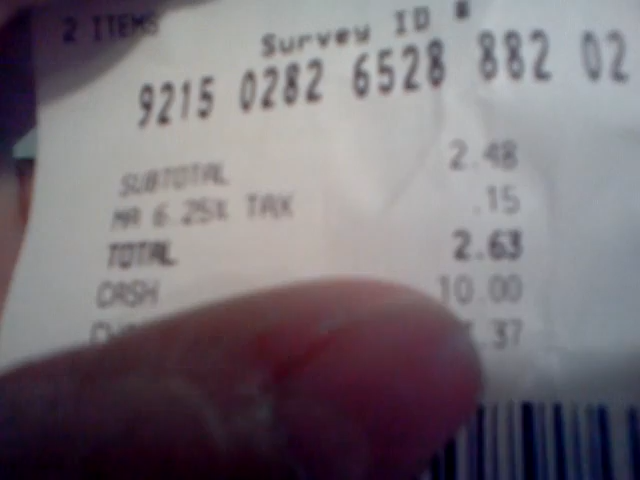 2 ITEMS
Survey ID #
9215 0282 6528 882 02
SUBTOTAL 2.48
MA 6.25% TAX .15
TOTAL 2.63
CASH 10.00
.37